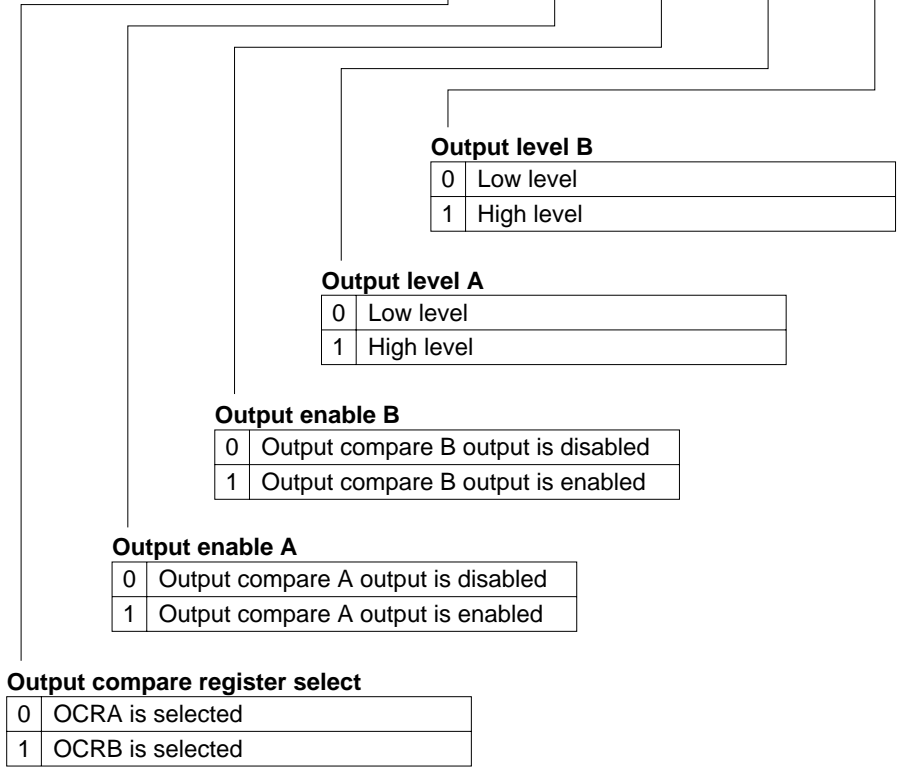 Output level B
0 Low level
1 High level
Output level A
0 Low level
1 High level
Output enable B
0 Output compare B output is disabled
1 Output compare B output is enabled
Output enable A
0 Output compare A output is disabled
1 Output compare A output is enabled
Output compare register select
0 OCRA is selected
1 OCRB is selected